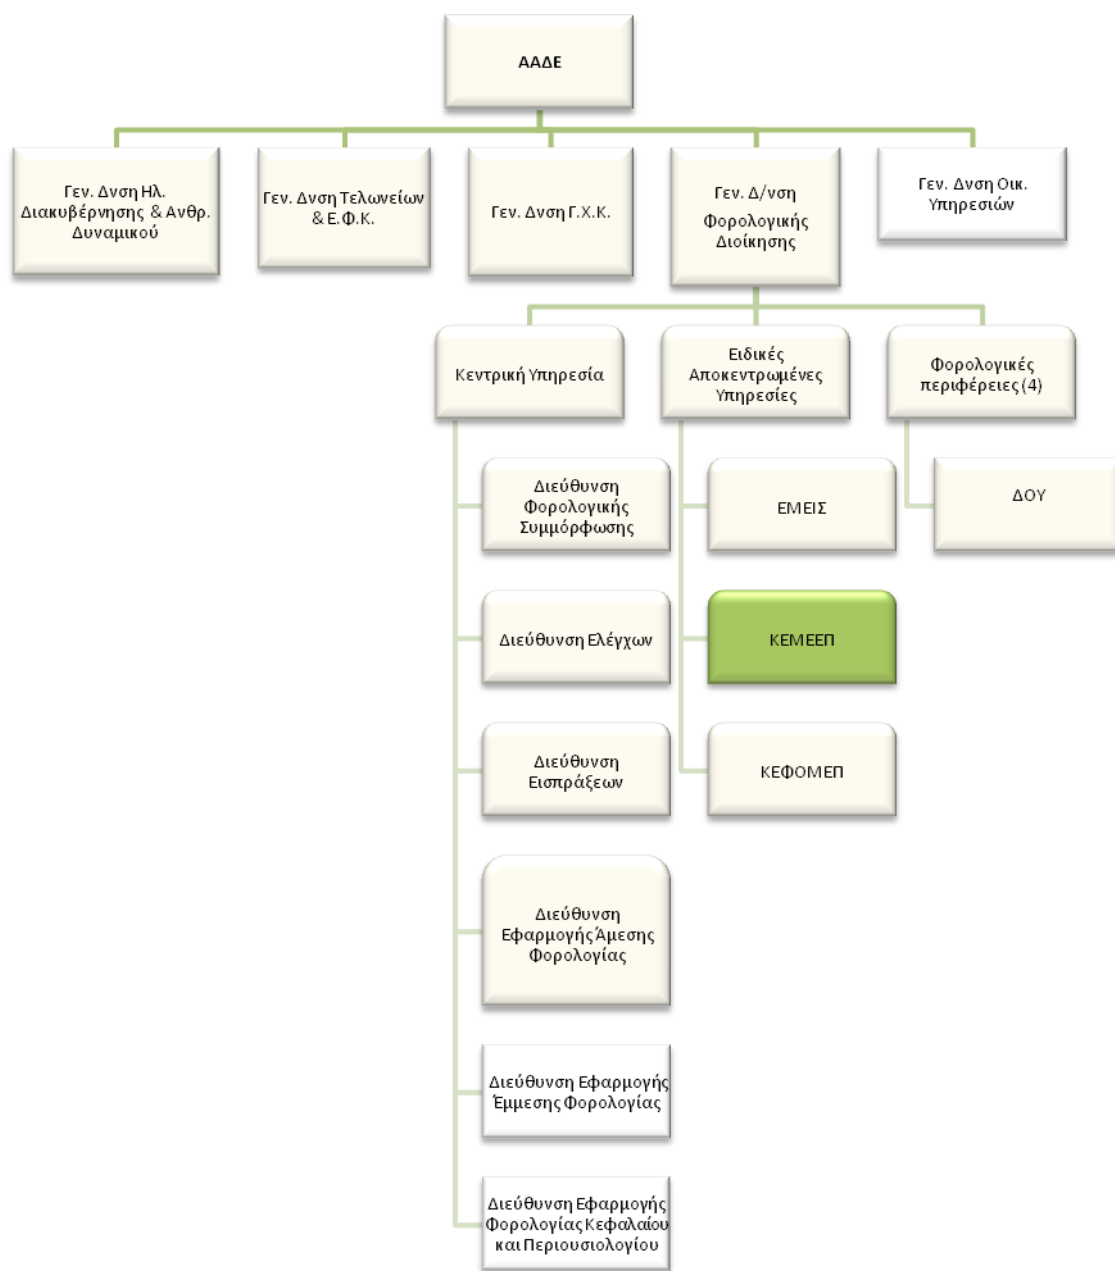 ΑΑΔΕ
Γεν. Δνση Ηλ.
Διακυβέρνησης & Ανθρ.
Δυναμικού
Γεν. Δνση Τελωνείων
& Ε.Φ.Κ.
Γεν. Δνση Γ.Χ.Κ.
Γεν. Δ/νση
Φορολογικής
Διοίκησης
Γεν. Δνση Οικ.
Υπηρεσιών
Κεντρική Υπηρεσία
Ειδικές
Αποκεντρωμένες
Υπηρεσίες
Φορολογικές
περιφέρειες (4)
Διεύθυνση
Φορολογικής
Συμμόρφωσης
ΕΜΕΙΣ
ΔΟΥ
Διεύθυνση Ελέγχων
ΚΕΜΕΕΠ
Διεύθυνση
Εισπράξεων
ΚΕΦΟΜΕΠ
Διεύθυνση
Εφαρμογής Άμεσης
Φορολογίας
Διεύθυνση Εφαρμογής
Έμμεσης Φορολογίας
Διεύθυνση Εφαρμογής
Φορολογίας Κεφαλαίου
και Περιουσιολογίου